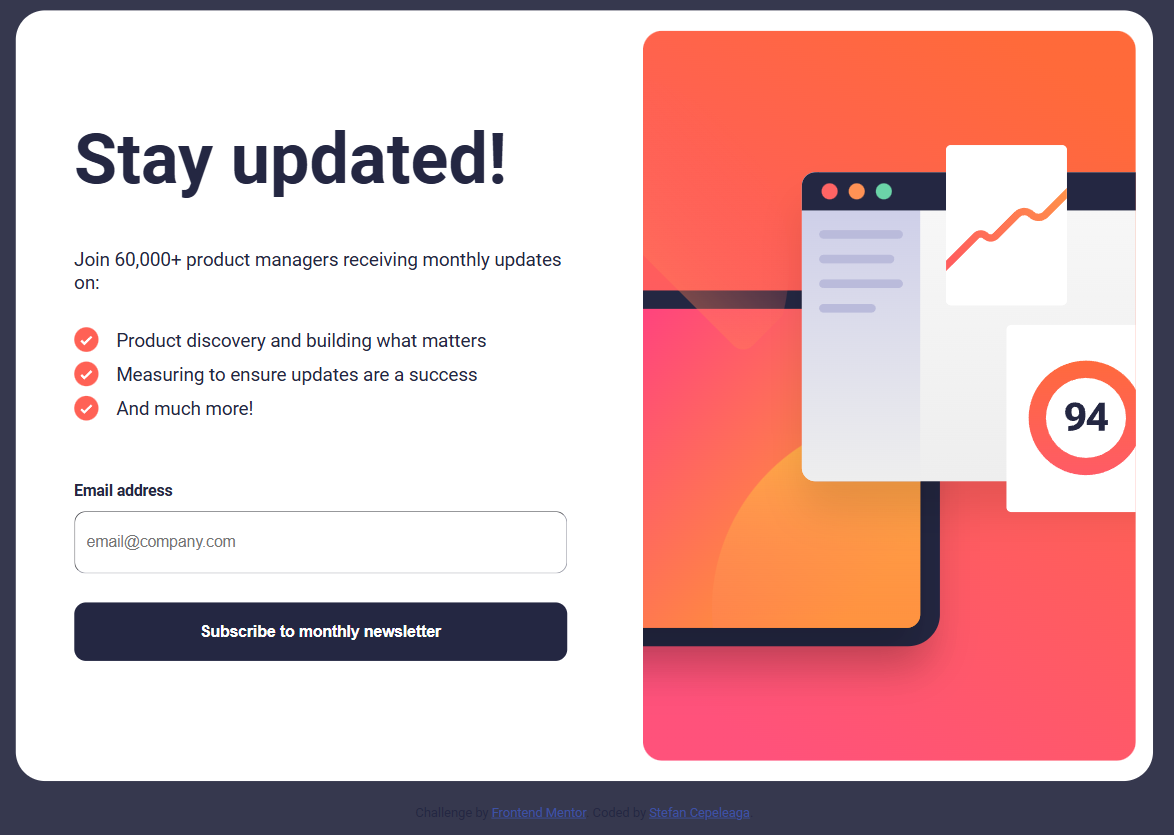 Stay updated!
Join 60,000+ product managers receiving monthly updates
on:
Product discovery and building what matters
Measuring to ensure updates are a success
And much more!
Email address
email@company.com
Subscribe to monthly newsletter
94
Challenge by Frontend Mentor. Coded by Stefan Cepeleaga